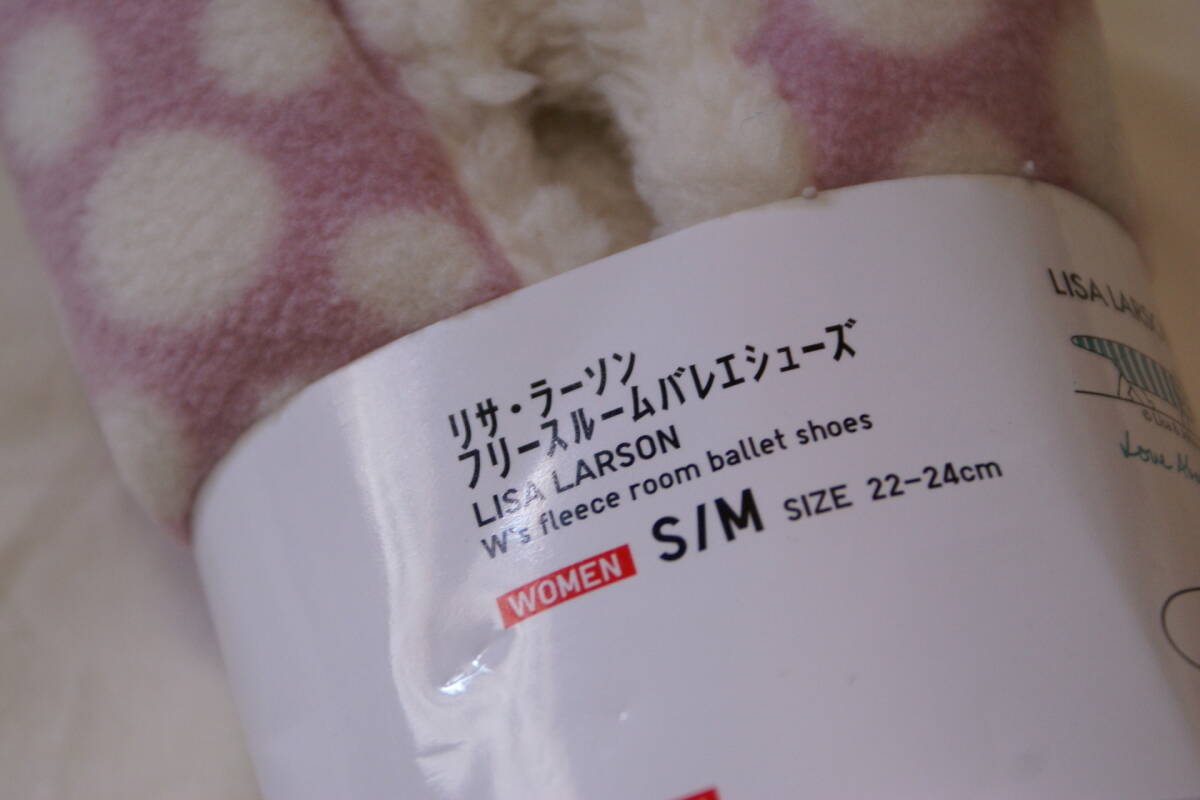 リサ・ラーソン
フリースルームバレエシューズ
LISA LARSON
W's fleece room ballet shoes
WOMEN S/M SIZE 22-24cm
LISA LARSON